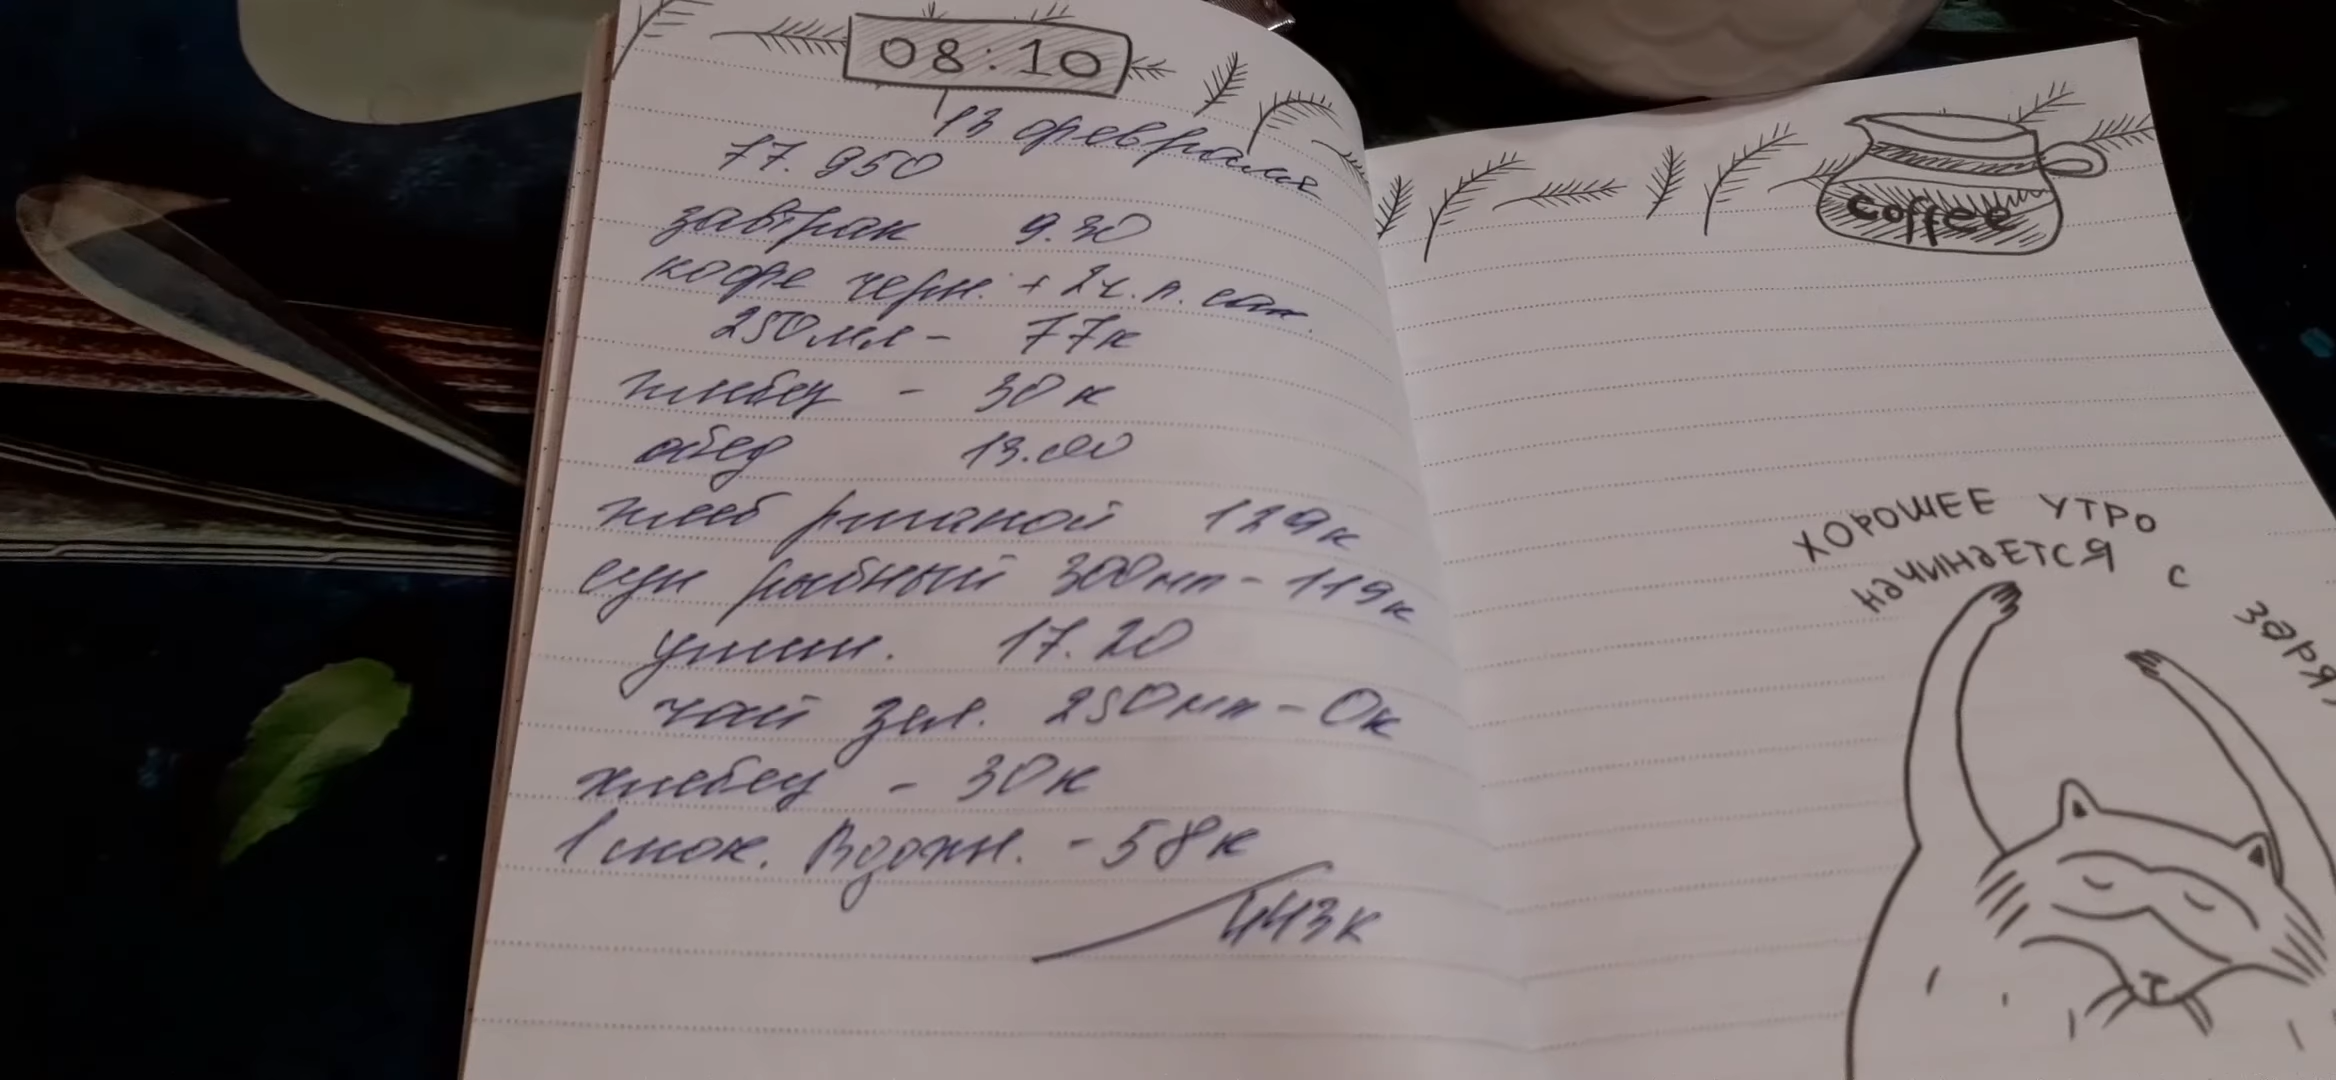 08:10
13 февраля
77.950
завтрак 9.30
кофе черн. + 2ч.л. сах.
250мл - 77к
хлебец - 30к
обед 13.00
хлеб ржаной 129к
суп рыбный 300мл - 119к
ужин. 17.20
чай зел. 250мл - 0к
хлебец - 30к
1 шок. Вдохн. - 58к
443к
coffee
ХОРОШЕЕ УТРО
НАЧИНАЕТСЯ С
ЗАРЯ